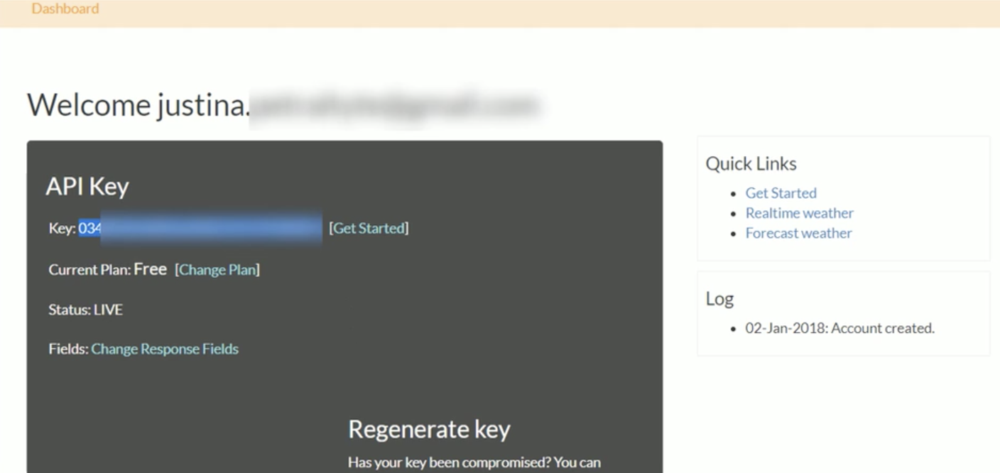 Dashboard
Welcome justina.
API Key
Key: 034 [Get Started]
Current Plan: Free [Change Plan]
Status: LIVE
Fields: Change Response Fields
Regenerate key
Has your key been compromised? You can
Quick Links
Get Started
Realtime weather
Forecast weather
Log
02-Jan-2018: Account created.